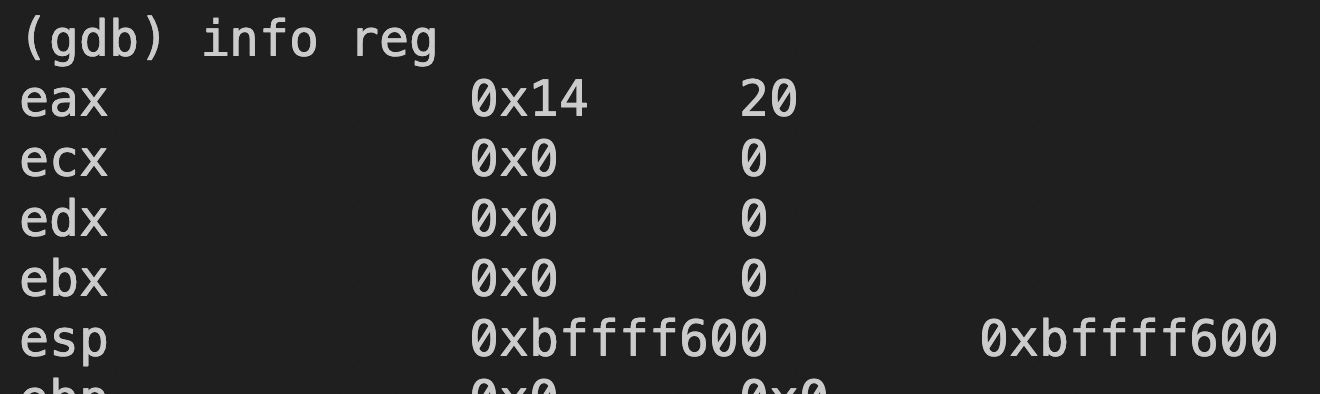 (gdb) info reg
eax 0x14 20
ecx 0x0 0
edx 0x0 0
ebx 0x0 0
esp 0xbffff600 0xbffff600
ebp 0x0 0x0